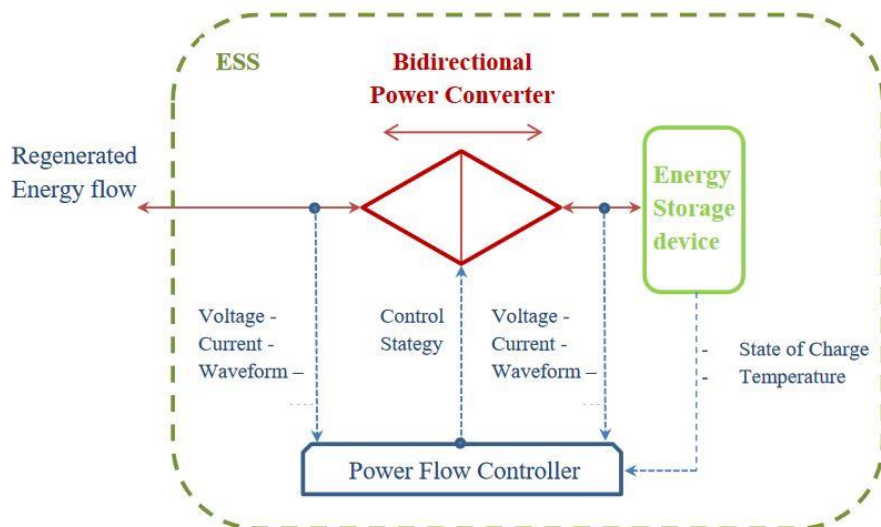 ESS
Bidirectional
Power Converter
Regenerated
Energy flow
Energy
Storage
device
Voltage -
Current -
Waveform –
Control
Stategy
Voltage -
Current -
Waveform –
- State of Charge
- Temperature
Power Flow Controller